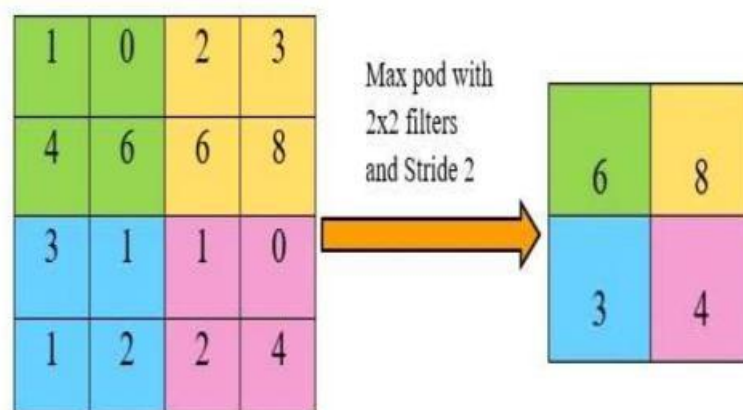 1 0 2 3
4 6 6 8
3 1 1 0
1 2 2 4
Max pod with
2x2 filters
and Stride 2
6 8
3 4